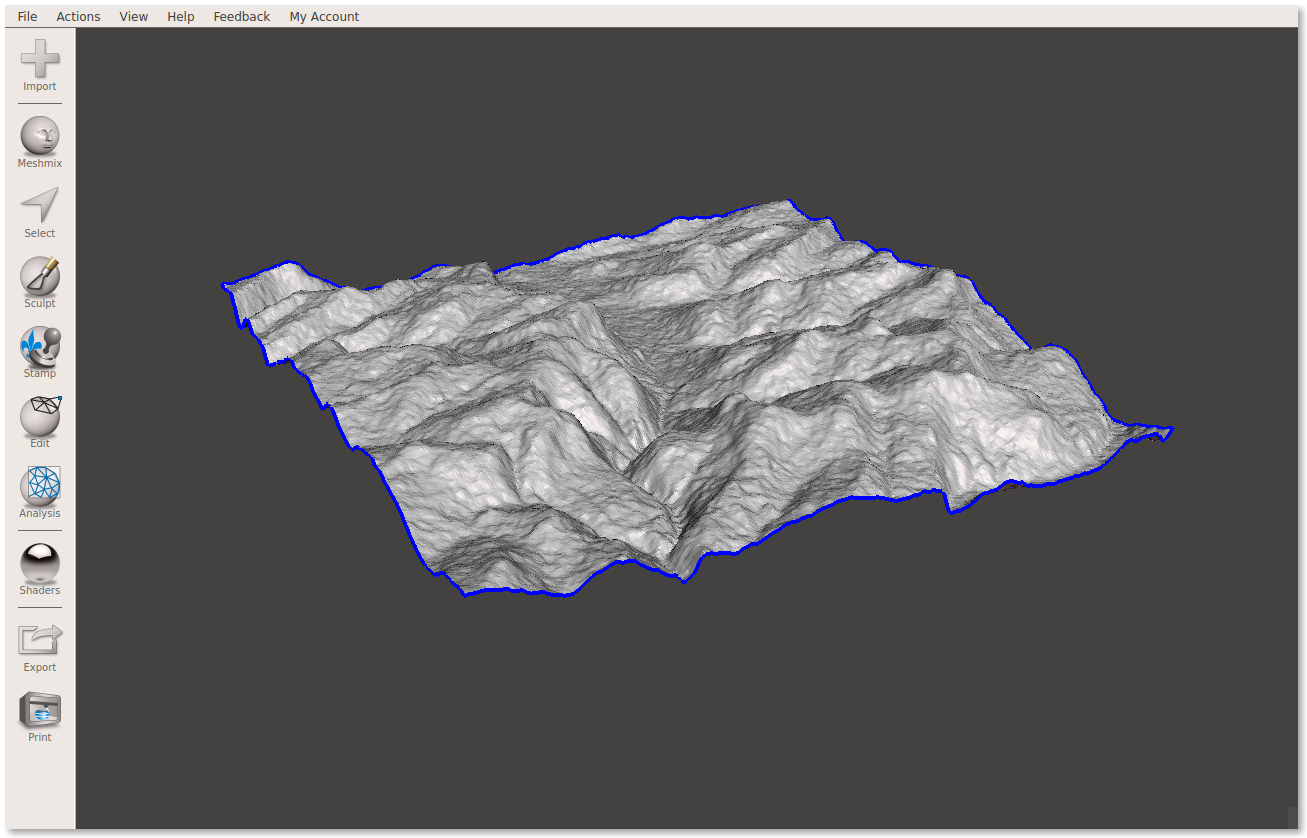 File Actions View Help Feedback My Account
Import
Meshmix
Select
Sculpt
Stamp
Edit
Analysis
Shaders
Export
Print